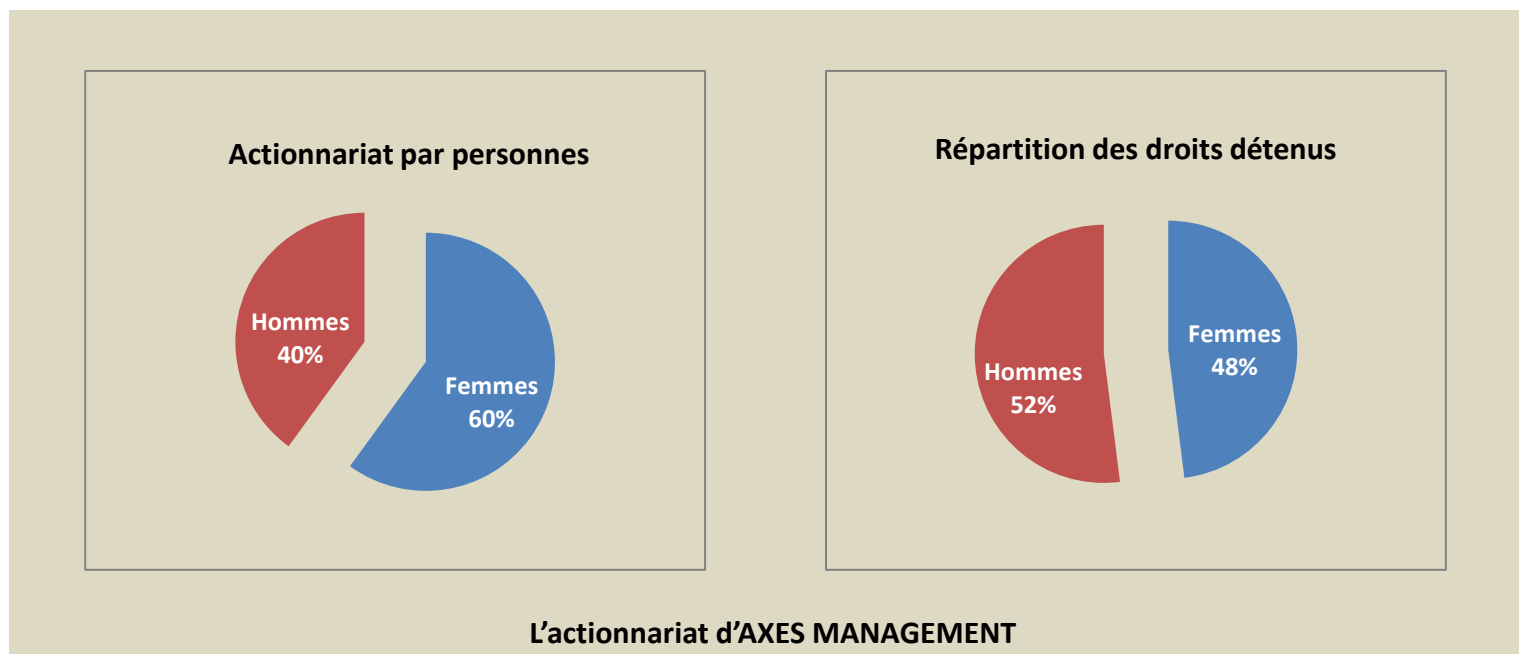 Actionnariat par personnes
Hommes
40%
Femmes
60%
Répartition des droits détenus
Femmes
48%
Hommes
52%
L’actionnariat d’AXES MANAGEMENT